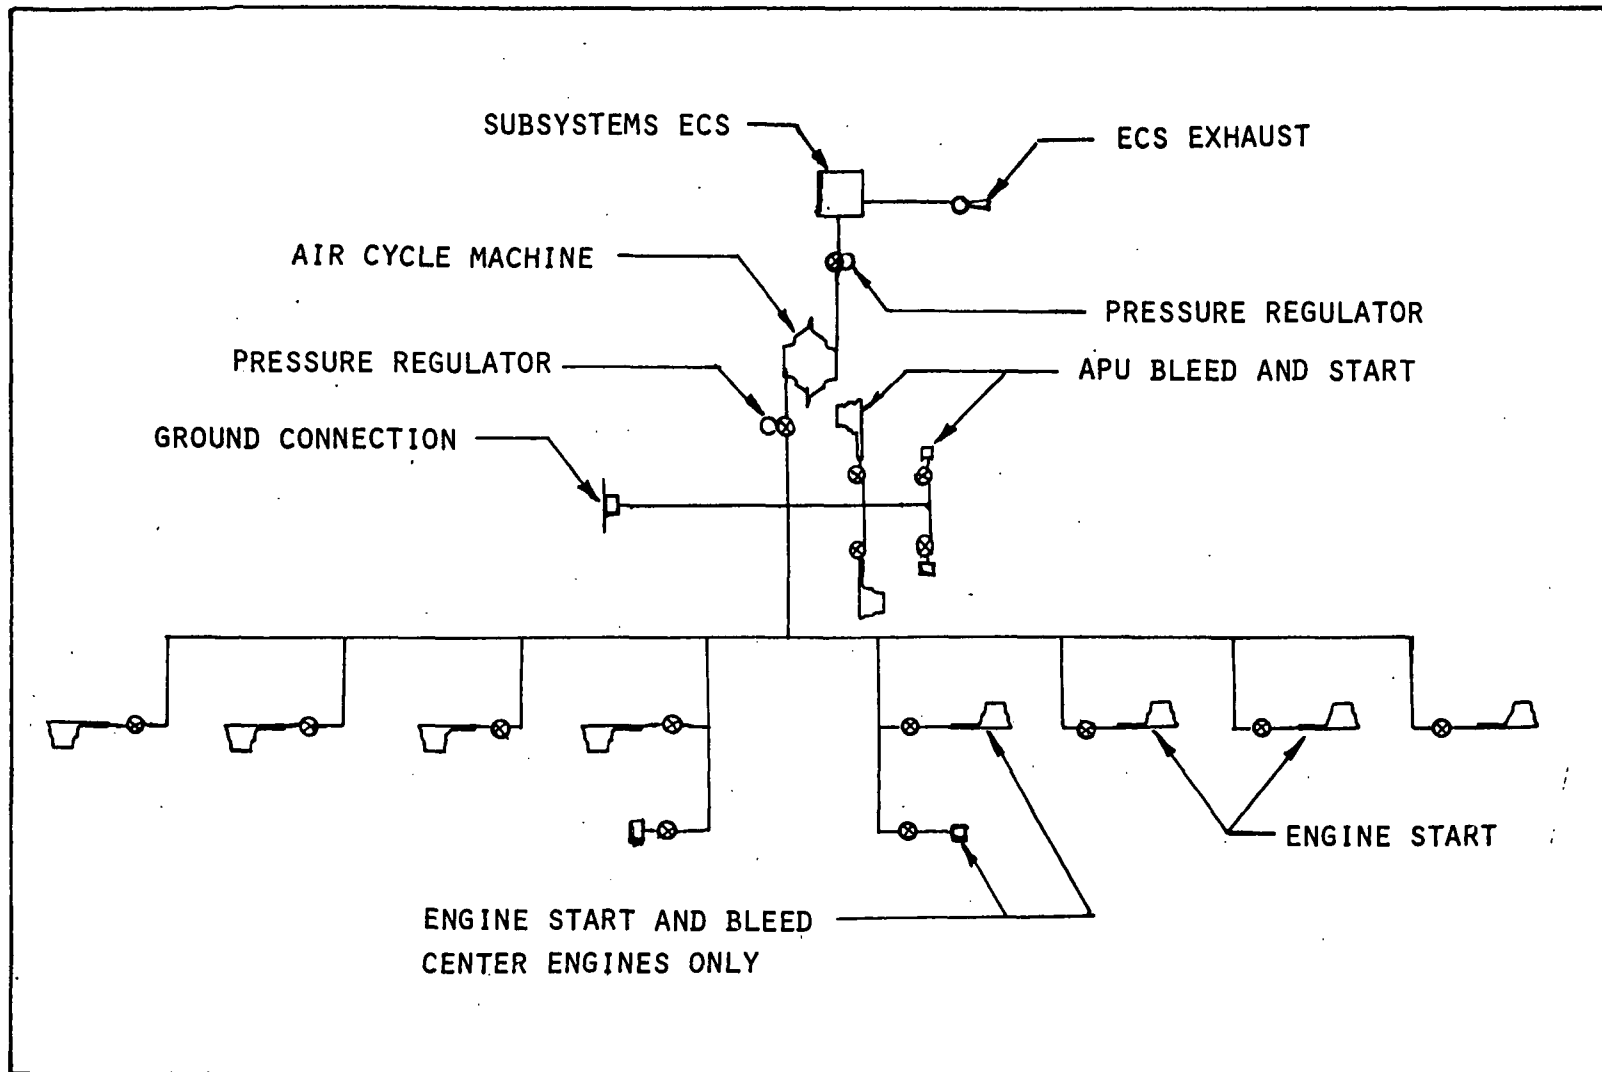 SUBSYSTEMS ECS
ECS EXHAUST
AIR CYCLE MACHINE
PRESSURE REGULATOR
PRESSURE REGULATOR
APU BLEED AND START
GROUND CONNECTION
ENGINE START
ENGINE START AND BLEED
CENTER ENGINES ONLY